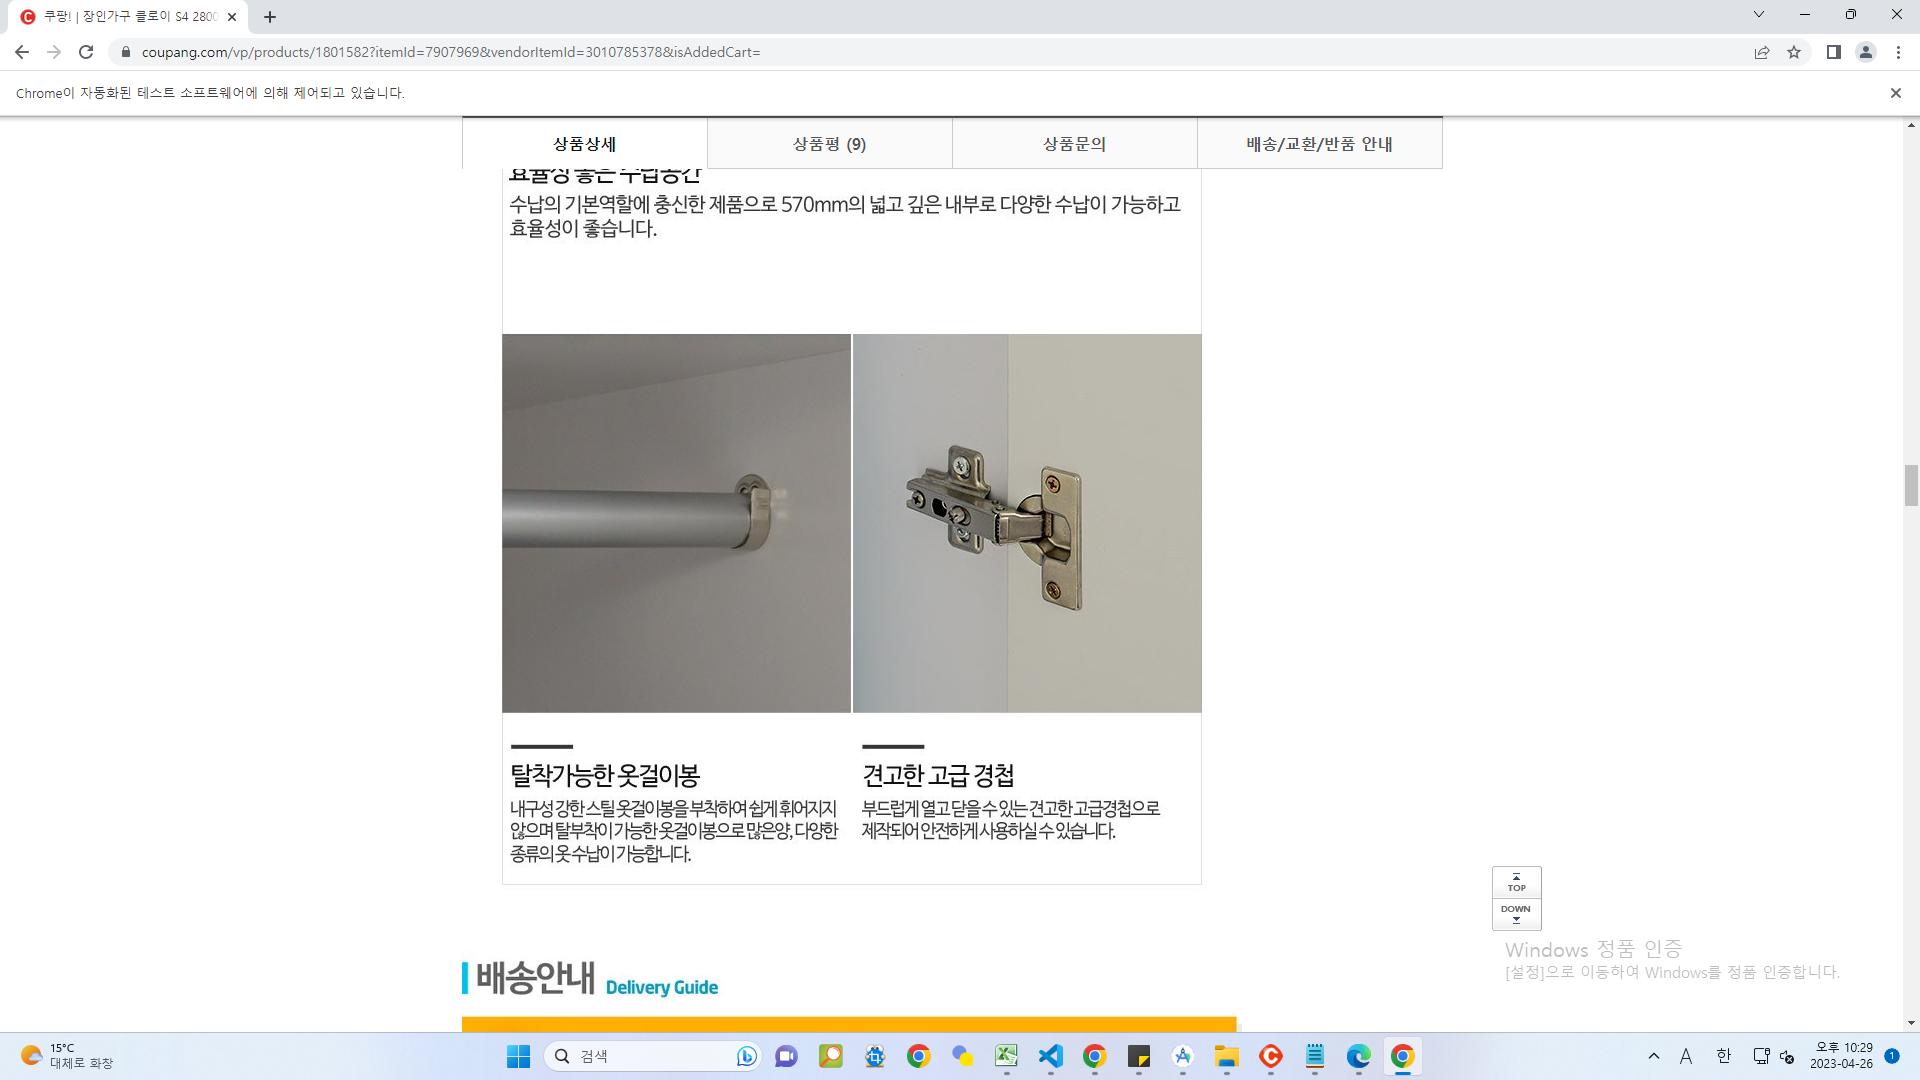 쿠팡! | 장인가구 클로이 S4 2800
coupang.com/vp/products/1801582?itemId=7907969&vendorItemId=3010785378&isAddedCart=
Chrome이 자동화된 테스트 소프트웨어에 의해 제어되고 있습니다.
상품상세
상품평 (9)
상품문의
배송/교환/반품 안내
효율성 좋은 수납공간
수납의 기본역할에 충신한 제품으로 570mm의 넓고 깊은 내부로 다양한 수납이 가능하고
효율성이 좋습니다.
탈착가능한 옷걸이봉
내구성 강한 스틸 옷걸이봉을 부착하여 쉽게 휘어지지
않으며 탈부착이 가능한 옷걸이봉으로 많은양, 다양한
종류의 옷 수납이 가능합니다.
견고한 고급 경첩
부드럽게 열고 닫을 수 있는 견고한 고급경첩으로
제작되어 안전하게 사용하실 수 있습니다.
TOP
DOWN
Windows 정품 인증
[설정]으로 이동하여 Windows를 정품 인증합니다.
배송안내 Delivery Guide
15°C
대체로 화창
검색
A
한
오후 10:29
2023-04-26
1